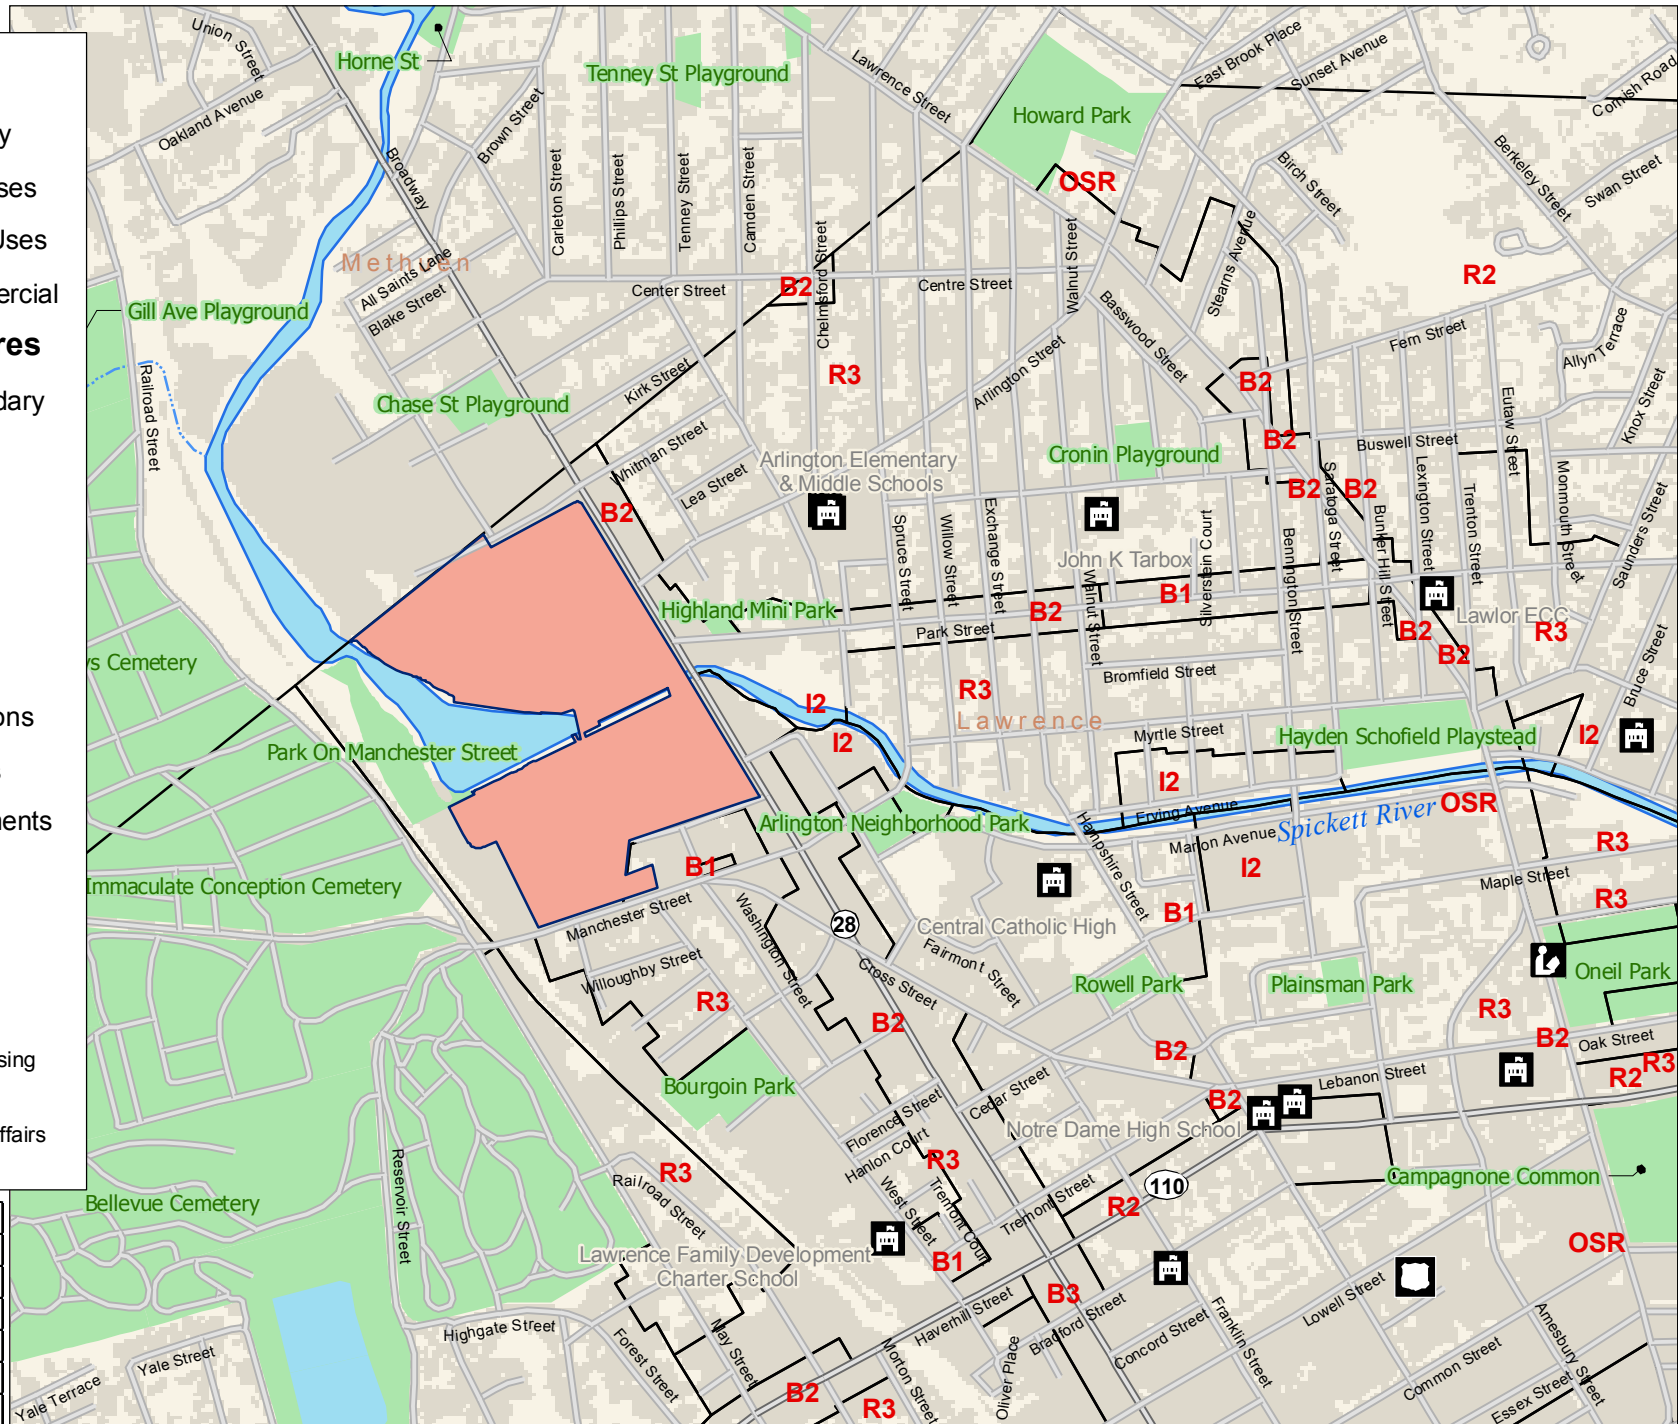 Union Street
Horne St
Tenney St Playground
Lawrence Street
East Brook Place
Sunset Avenue
Cornish Road
Oakland Avenue
Brown Street
Howard Park
y
Broadway
Carleton Street
Phillips Street
Tenney Street
Camden Street
Birch Street
Berkeley Street
Swan Street
ses
OSR
Uses
Methuen
All Saints Lane
Chelmsford Street
Walnut Street
Stearns Avenue
ercial
B2
Center Street
Centre Street
R2
Gill Ave Playground
Blake Street
Basswood Street
Fern Street
Allyn Terrace
res
Kirk Street
R3
Arlington Street
B2
dary
Railroad Street
Chase St Playground
Eutaw Street
Knox Street
Whitman Street
Arlington Elementary
& Middle Schools
Cronin Playground
B2
Buswell Street
Lea Street
B2
B2
B2
Saratoga Street
Lexington Street
Trenton Street
Monmouth Street
Saunders Street
Spruce Street
Willow Street
Exchange Street
John K Tarbox
Walnut Street
Silverstein Court
Bennington Street
Bunker Hill Street
Highland Mini Park
B2
B1
Lawlor ECC
Park Street
B2
B2
R3
ys Cemetery
Bromfield Street
Bruce Street
R3
I2
I2
Lawrence
ons
Myrtle Street
Hayden Schofield Playstead
I2
Park On Manchester Street
I2
s
Erving Avenue
Spickett River
OSR
ments
Arlington Neighborhood Park
Hampshire Street
Marion Avenue
R3
B1
I2
Maple Street
Immaculate Conception Cemetery
R3
Manchester Street
Washington Street
28
Central Catholic High
B1
Willoughby Street
Cross Street
Fairmont Street
Rowell Park
Plainsman Park
Oneil Park
R3
R3
B2
B2
B2
Oak Street
sing
Bourgoin Park
Cedar Street
Lebanon Street
R2
R3
Florence Street
B2
ffairs
Hanlon Court
Notre Dame High School
Reservoir Street
R3
R3
Railroad Street
West Street
Tremont Court
Tremont Street
110
Campagnone Common
Bellevue Cemetery
R2
Lawrence Family Development
Charter School
B1
OSR
B3
Haverhill Street
Bradford Street
Lowell Street
Highgate Street
Forest Street
May Street
Morton Street
Oliver Place
Concord Street
Franklin Street
Amesbury Street
Yale Street
Common Street
Yale Terrace
B2
R3
Essex Street